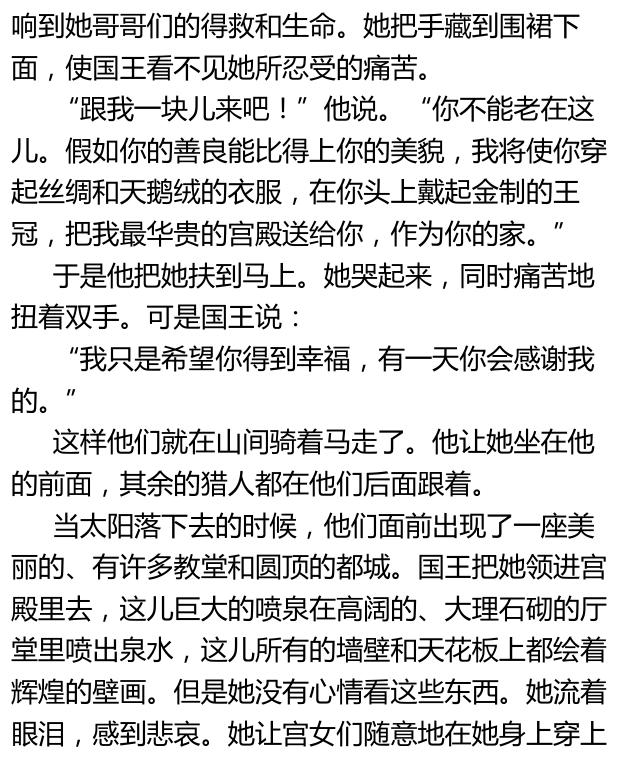 响到她哥哥们的得救和生命。她把手藏到围裙下
面，使国王看不见她所忍受的痛苦。
“跟我一块儿来吧！”他说。“你不能老在这
儿。假如你的善良能比得上你的美貌，我将使你穿
起丝绸和天鹅绒的衣服，在你头上戴起金制的王
冠，把我最华贵的宫殿送给你，作为你的家。”
于是他把她扶到马上。她哭起来，同时痛苦地
扭着双手。可是国王说：
“我只是希望你得到幸福，有一天你会感谢我
的。”
这样他们就在山间骑着马走了。他让她坐在他
的前面，其余的猎人都在他们后面跟着。
当太阳落下去的时候，他们面前出现了一座美
丽的、有许多教堂和圆顶的都城。国王把她领进宫
殿里去，这儿巨大的喷泉在高阔的、大理石砌的厅
堂里喷出泉水，这儿所有的墙壁和天花板上都绘着
辉煌的壁画。但是她没有心情看这些东西。她流着
眼泪，感到悲哀。她让宫女们随意地在她身上穿上